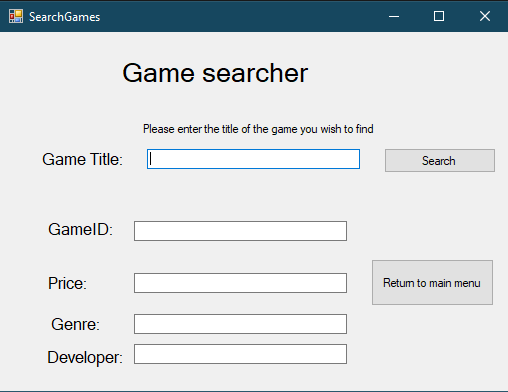 SearchGames
Game searcher
Please enter the title of the game you wish to find
Game Title:
Search
GameID:
Price:
Return to main menu
Genre:
Developer: